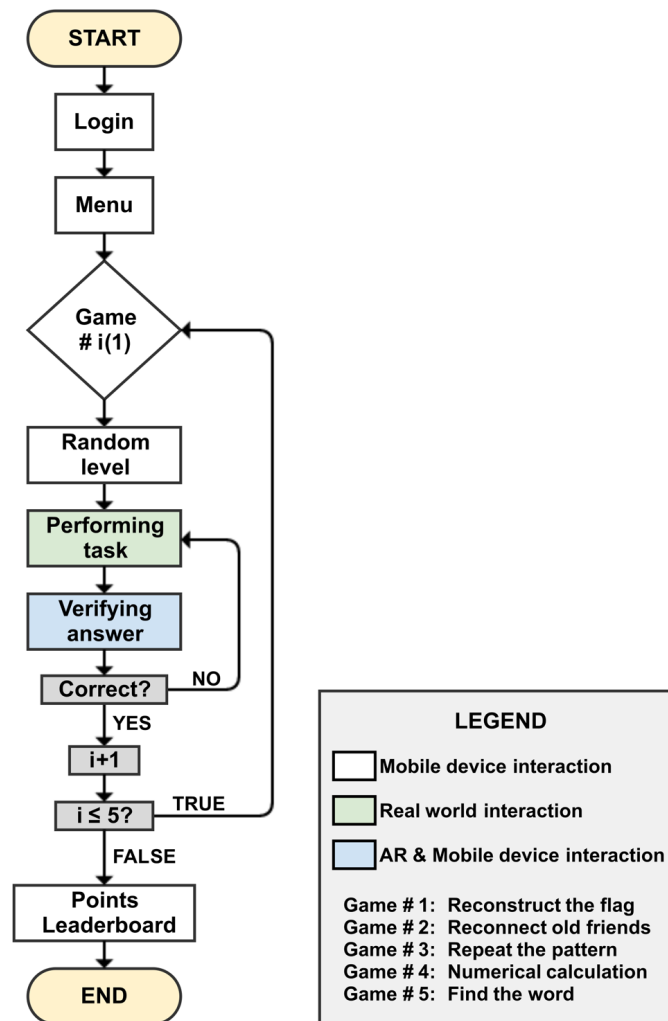 START
Login
Menu
Game
# i(1)
Random
level
Performing
task
Verifying
answer
Correct?
NO
YES
i+1
i ≤ 5?
TRUE
FALSE
Points
Leaderboard
END
LEGEND
Mobile device interaction
Real world interaction
AR & Mobile device interaction
Game # 1: Reconstruct the flag
Game # 2: Reconnect old friends
Game # 3: Repeat the pattern
Game # 4: Numerical calculation
Game # 5: Find the word